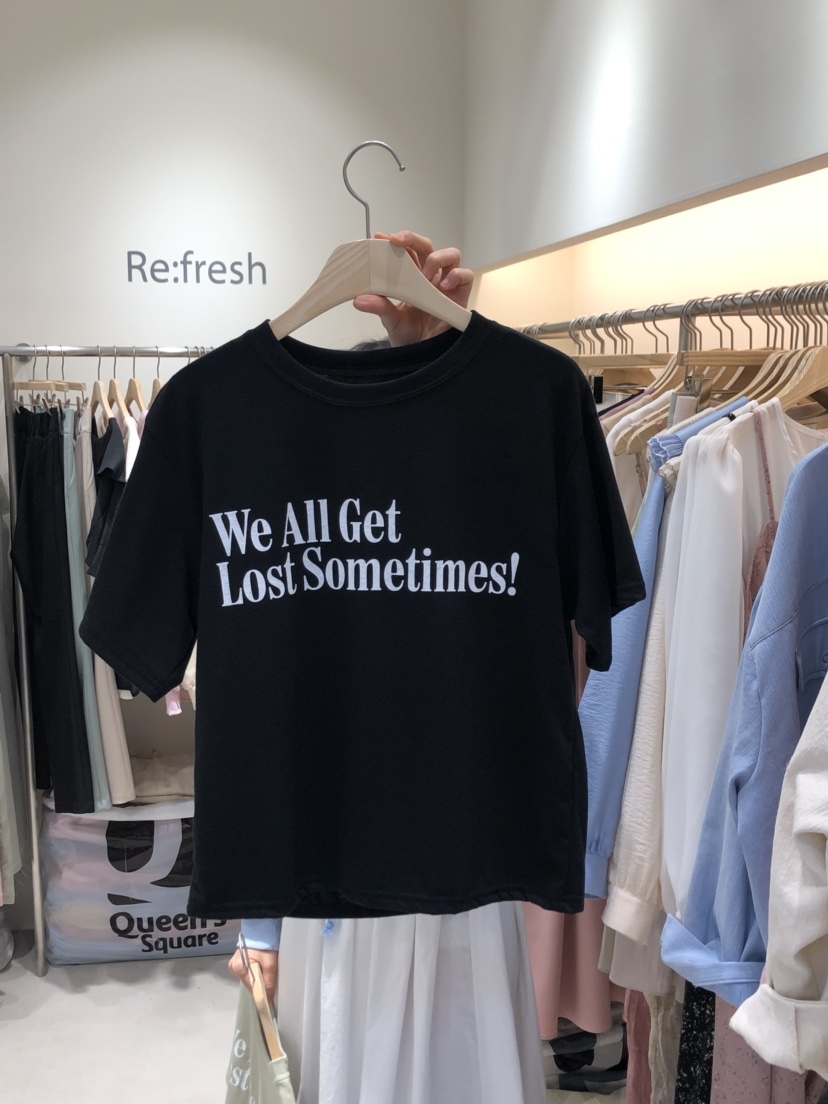 Re:fresh
We All Get
Lost Sometimes!
Queen's
Square